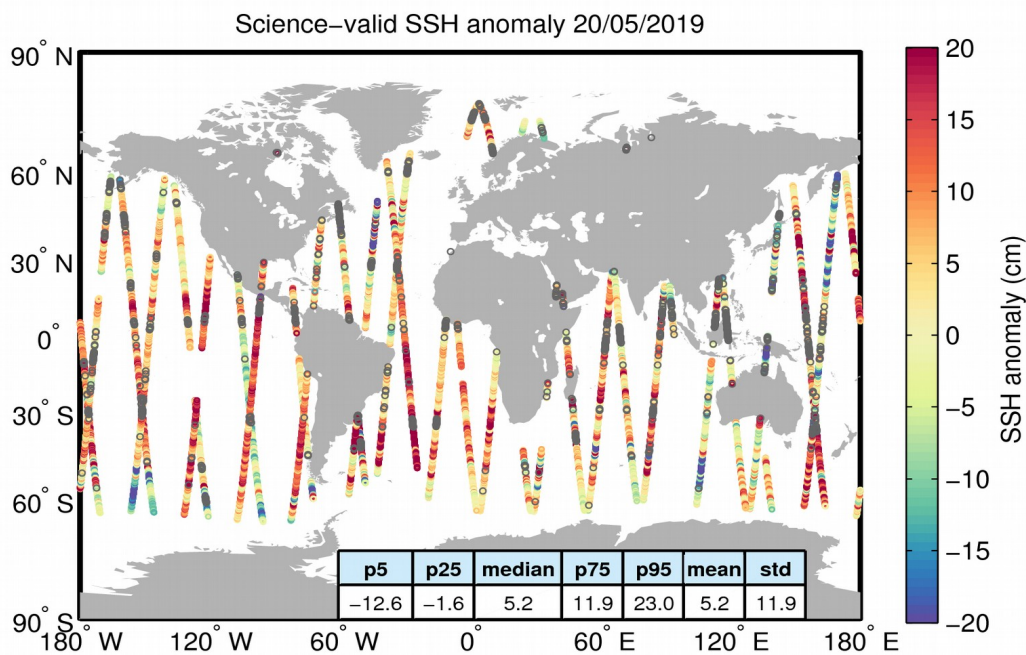 Science−valid SSH anomaly 20/05/2019
90° N
60° N
30° N
0°
30° S
60° S
90° S
180° W
120° W
60° W
0°
60° E
120° E
180° E
p5 p25 median p75 p95 mean std
−12.6 −1.6 5.2 11.9 23.0 5.2 11.9
20
15
10
5
0
−5
−10
−15
−20
SSH anomaly (cm)